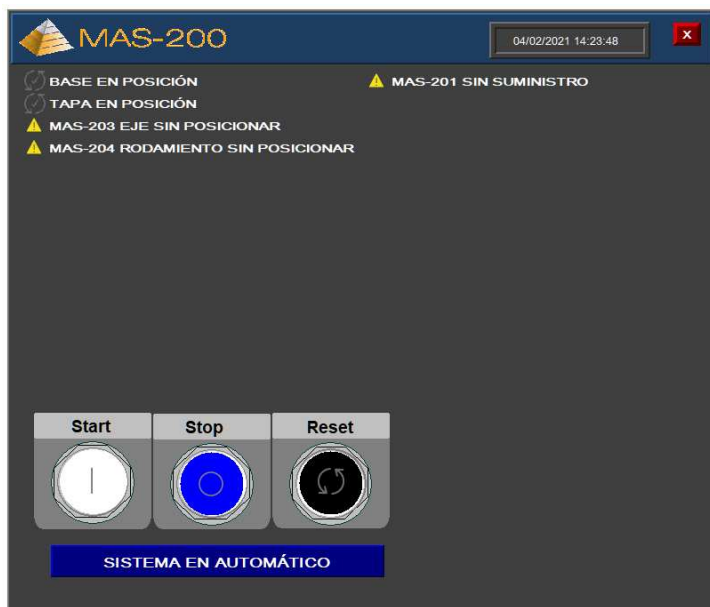 MAS-200
04/02/2021 14:23:48
X
BASE EN POSICIÓN
MAS-201 SIN SUMINISTRO
TAPA EN POSICIÓN
MAS-203 EJE SIN POSICIONAR
MAS-204 RODAMIENTO SIN POSICIONAR
Start
Stop
Reset
SISTEMA EN AUTOMÁTICO